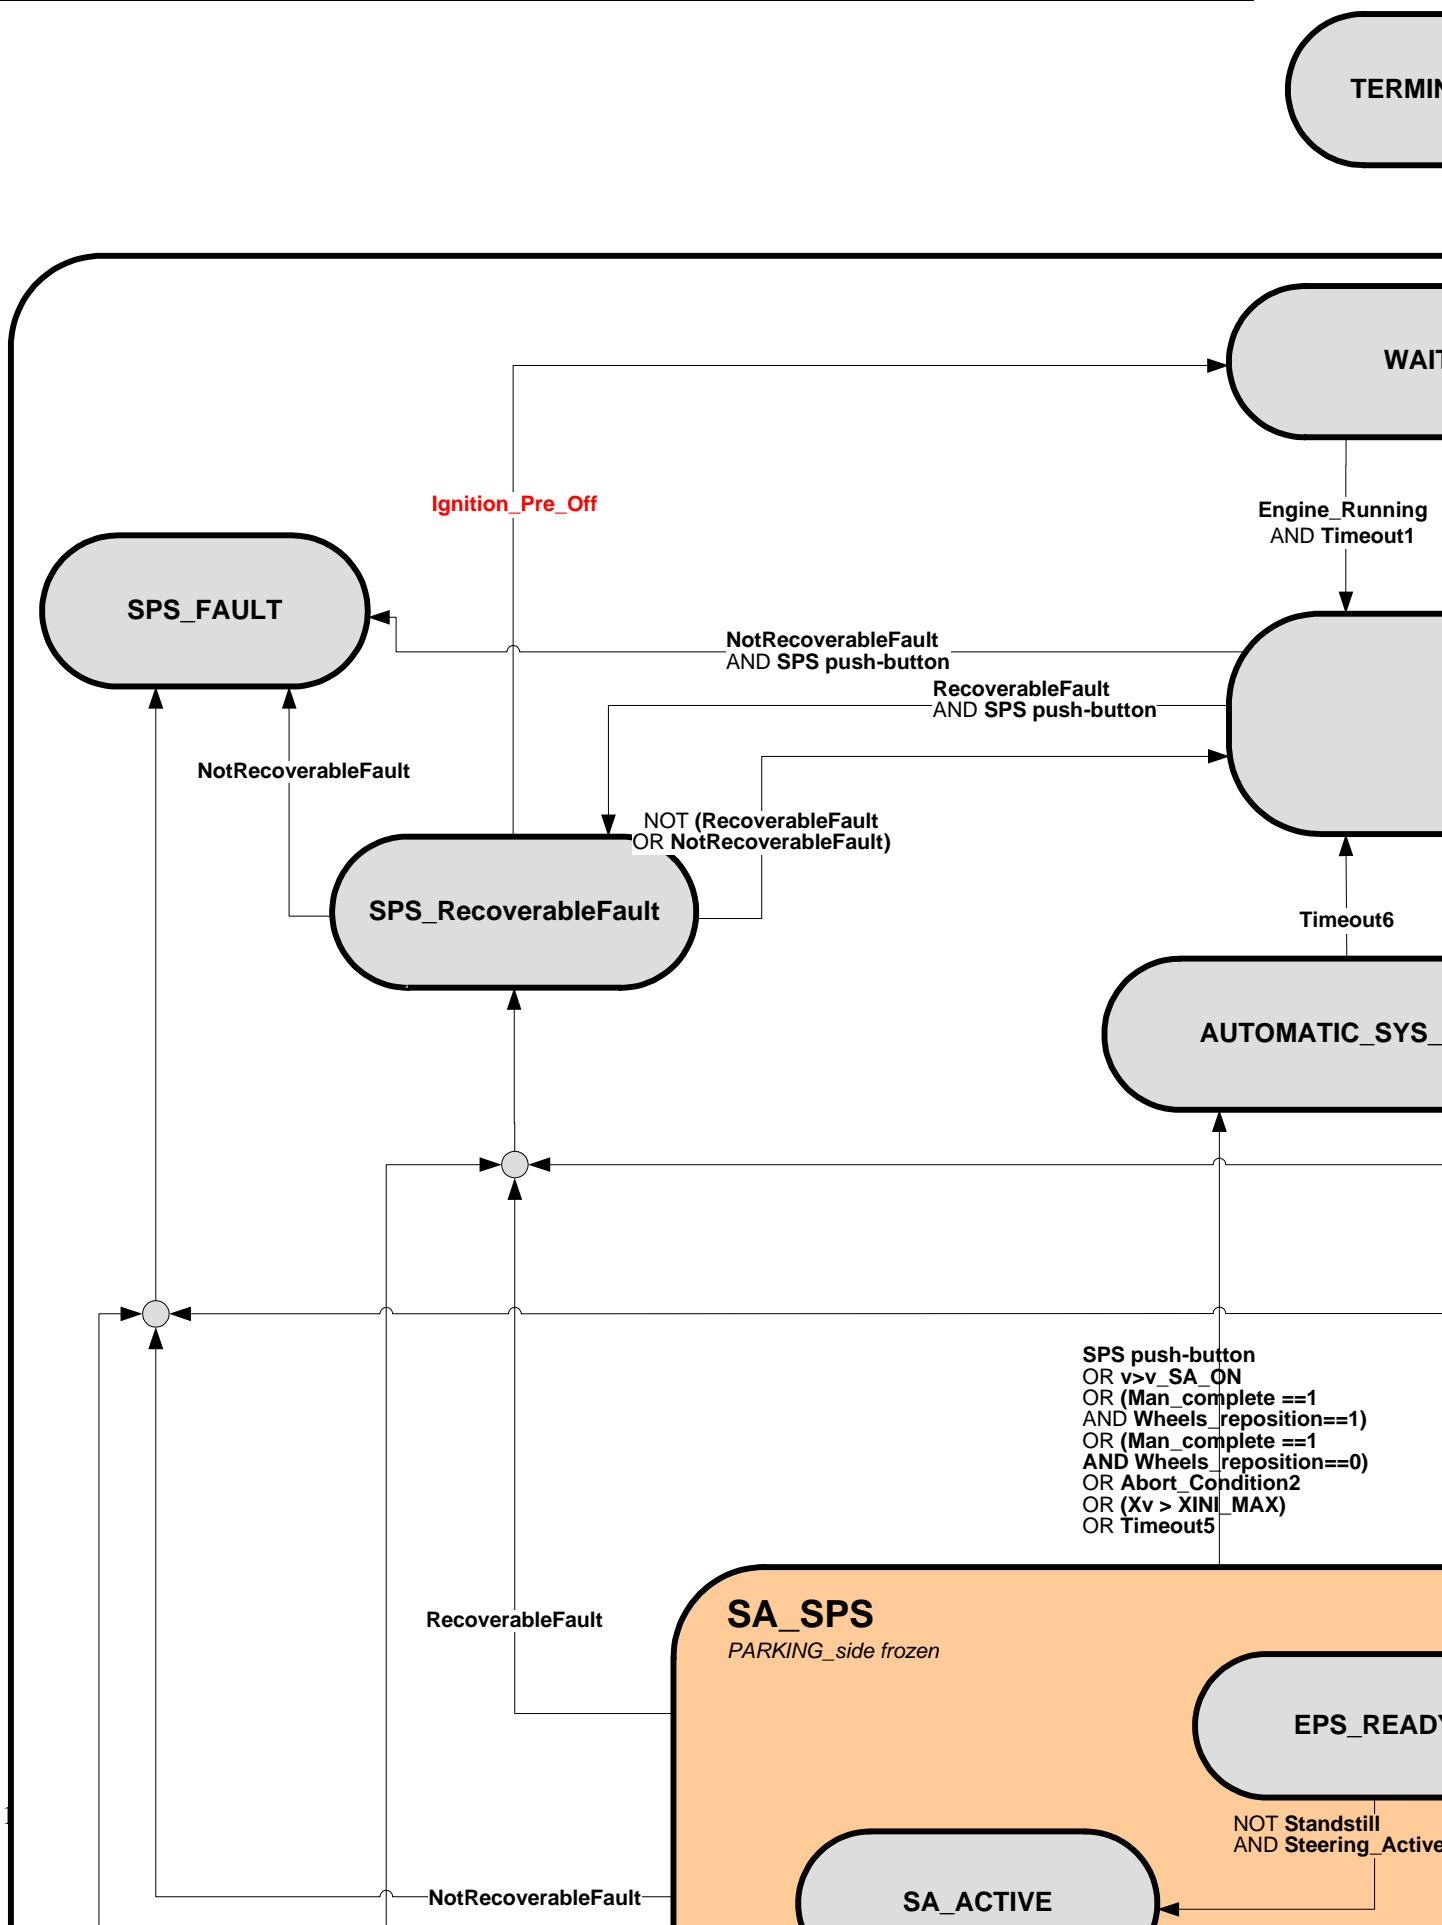 TERMIN
WAIT
Ignition_Pre_Off
Engine_Running
AND Timeout1
SPS_FAULT
NotRecoverableFault
AND SPS push-button
RecoverableFault
AND SPS push-button
NotRecoverableFault
NOT (RecoverableFault
OR NotRecoverableFault)
SPS_RecoverableFault
Timeout6
AUTOMATIC_SYS_
SPS push-button
OR v>v_SA_ON
OR (Man_complete ==1
AND Wheels_reposition==1)
OR (Man_complete ==1
AND Wheels_reposition==0)
OR Abort_Condition2
OR (Xv > XINI_MAX)
OR Timeout5
RecoverableFault
SA_SPS
PARKING_side frozen
EPS_READY
NOT Standstill
AND Steering_Active
NotRecoverableFault
SA_ACTIVE